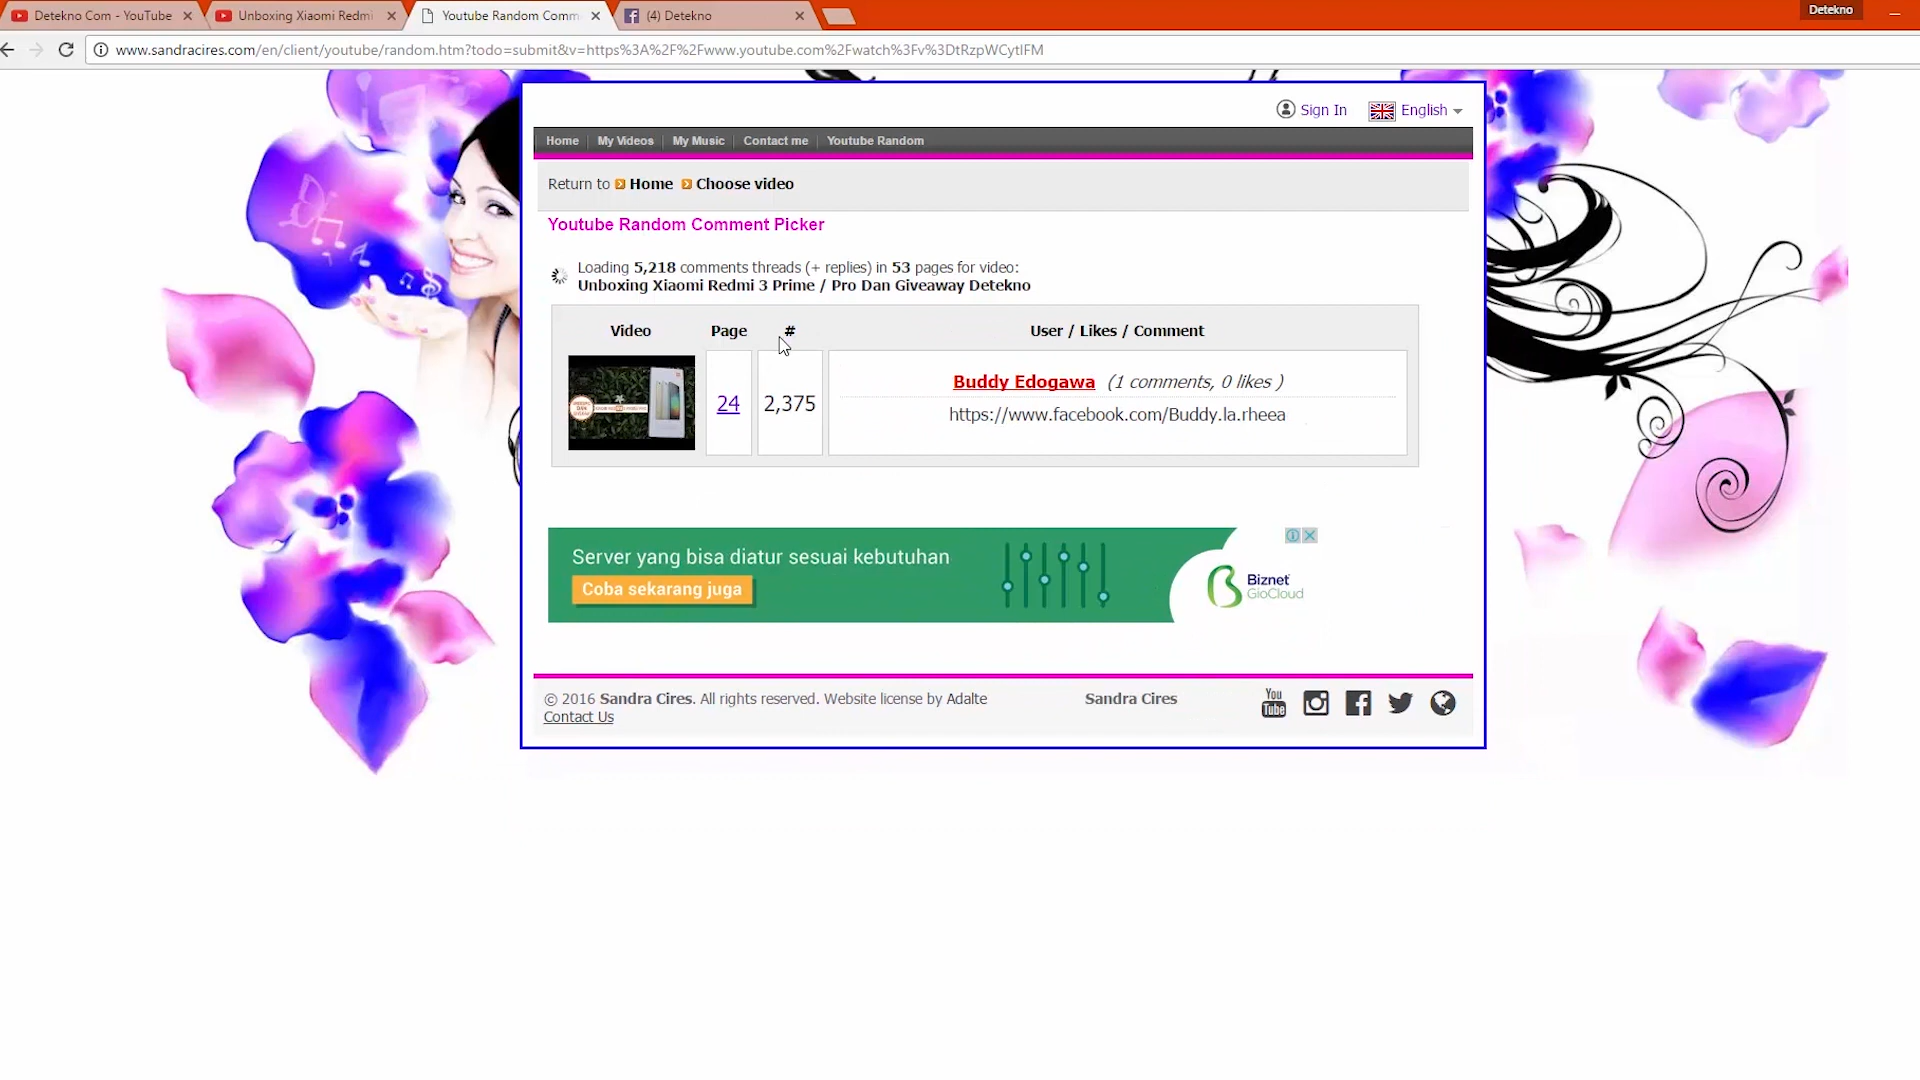 Detekno Com - YouTube
Unboxing Xiaomi Redmi
Youtube Random Comm
(4) Detekno
Detekno
www.sandracires.com/en/client/youtube/random.htm?todo=submit&v=https%3A%2F%2Fwww.youtube.com%2Fwatch%3Fv%3DtRzpWCytIFM
Sign In
English
Home
My Videos
My Music
Contact me
Youtube Random
Return to Home Choose video
Youtube Random Comment Picker
Loading 5,218 comments threads (+ replies) in 53 pages for video:
Unboxing Xiaomi Redmi 3 Prime / Pro Dan Giveaway Detekno
Video Page # User / Likes / Comment
24 2,375
Buddy Edogawa (1 comments, 0 likes )
https://www.facebook.com/Buddy.la.rheea
Server yang bisa diatur sesuai kebutuhan
Coba sekarang juga
Biznet
GioCloud
© 2016 Sandra Cires. All rights reserved. Website license by Adalte
Contact Us
Sandra Cires
You
Tube